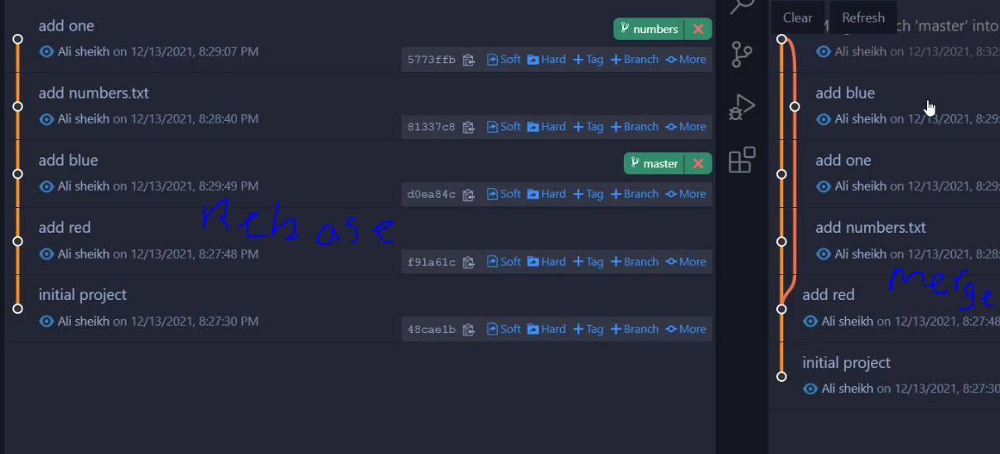 add one
numbers
Ali sheikh on 12/13/2021, 8:29:07 PM
5773ffb Soft Hard +Tag +Branch More
add numbers.txt
Ali sheikh on 12/13/2021, 8:28:40 PM
81337c8 Soft Hard +Tag +Branch More
add blue
master
Ali sheikh on 12/13/2021, 8:29:49 PM
d0ea84c Soft Hard +Tag +Branch More
Rebase
add red
Ali sheikh on 12/13/2021, 8:27:48 PM
f91a61c Soft Hard +Tag +Branch More
initial project
Ali sheikh on 12/13/2021, 8:27:30 PM
48cae1b Soft Hard +Tag +Branch More
Clear Refresh
'master' into
Ali sheikh on 12/13/2021, 8:32:
add blue
Ali sheikh on 12/13/2021, 8:29:
add one
Ali sheikh on 12/13/2021, 8:29:
add numbers.txt
Ali sheikh on 12/13/2021, 8:28:
merge
add red
Ali sheikh on 12/13/2021, 8:27:48
initial project
Ali sheikh on 12/13/2021, 8:27:30